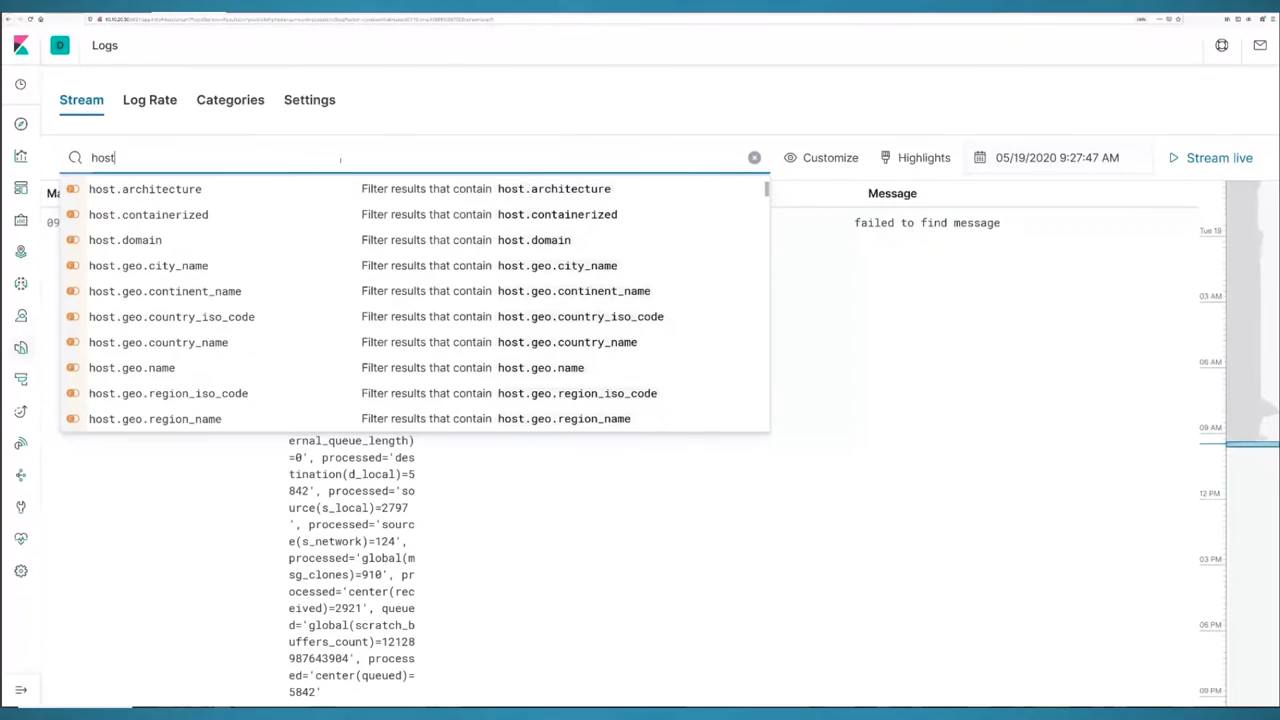 D Logs
Stream Log Rate Categories Settings
host
Customize Highlights 05/19/2020 9:27:47 AM Stream live
Message
host.architecture Filter results that contain host.architecture
09 failed to find message
host.containerized Filter results that contain host.containerized
Tue 19
host.domain Filter results that contain host.domain
host.geo.city_name Filter results that contain host.geo.city_name
host.geo.continent_name Filter results that contain host.geo.continent_name
03 AM
host.geo.country_iso_code Filter results that contain host.geo.country_iso_code
host.geo.country_name Filter results that contain host.geo.country_name
06 AM
host.geo.name Filter results that contain host.geo.name
host.geo.region_iso_code Filter results that contain host.geo.region_iso_code
host.geo.region_name Filter results that contain host.geo.region_name
09 AM
ernal_queue_length)
=0', processed='des
tination(d_local)=5
842', processed='so
12 PM
urce(s_local)=2797
', processed='sourc
e(s_network)=124',
processed='global(m
03 PM
sg_clones)=910', pr
ocessed='center(rec
eived)=2921', queue
d='global(scratch_b
06 PM
uffers_count)=12128
987643904', process
ed='center(queued)=
5842'
09 PM